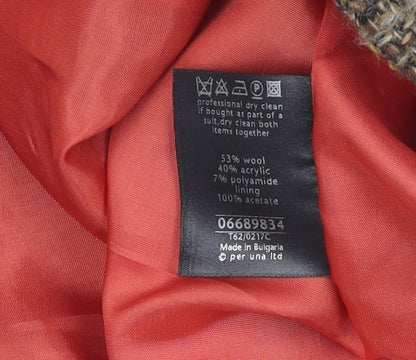 P
professional dry clean.
if bought as part of a
suit,dry clean both
items together
53% wool
40% acrylic
7% polyamide
lining
100% acetate
06689834
T62/0217C
Made in Bulgaria
© per una ltd